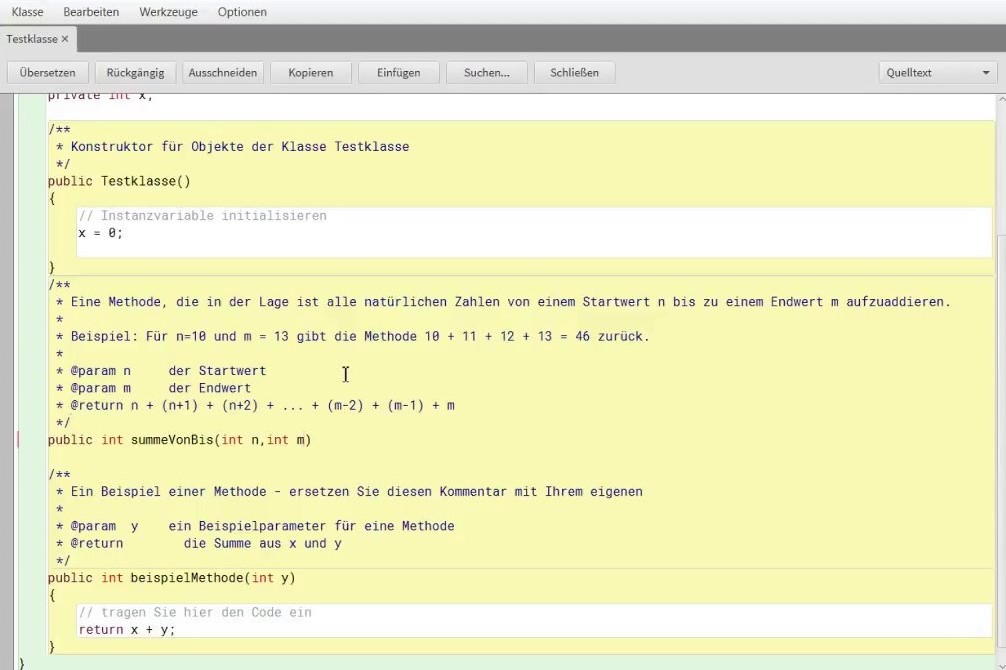 Klasse Bearbeiten Werkzeuge Optionen
Testklasse ×
Übersetzen Rückgängig Ausschneiden Kopieren Einfügen Suchen... Schließen Quelltext
private int x;
/**
 * Konstruktor für Objekte der Klasse Testklasse
 */
public Testklasse()
{
// Instanzvariable initialisieren
x = 0;
}
/**
 * Eine Methode, die in der Lage ist alle natürlichen Zahlen von einem Startwert n bis zu einem Endwert m aufzuaddieren.
 *
 * Beispiel: Für n=10 und m = 13 gibt die Methode 10 + 11 + 12 + 13 = 46 zurück.
 *
 * @param n     der Startwert
 * @param m     der Endwert
 * @return n + (n+1) + (n+2) + ... + (m-2) + (m-1) + m
 */
public int summeVonBis(int n,int m)
/**
 * Ein Beispiel einer Methode - ersetzen Sie diesen Kommentar mit Ihrem eigenen
 *
 * @param  y    ein Beispielparameter für eine Methode
 * @return        die Summe aus x und y
 */
public int beispielMethode(int y)
{
// tragen Sie hier den Code ein
return x + y;
}
}